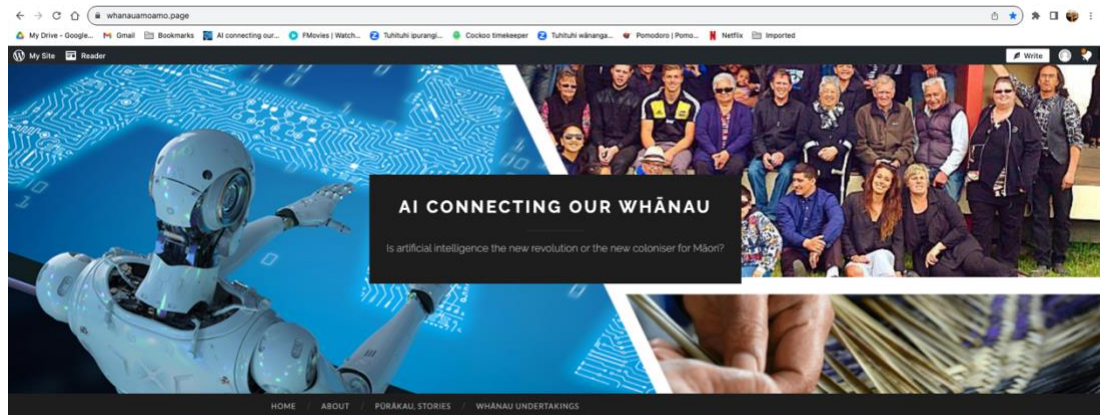 whanauamoamo.page
My Drive - Google... M Gmail Bookmarks AI connecting our... FMovies | Watch... Tuhituhi ipurangi... Cockoo timekeeper Tuhituhi wānanga... Pomodoro | Pomo... Netflix Imported
My Site Reader Write
AI CONNECTING OUR WHĀNAU
Is artificial intelligence the new revolution or the new coloniser for Māori?
HOME / ABOUT / PŪRĀKAU, STORIES / WHĀNAU UNDERTAKINGS